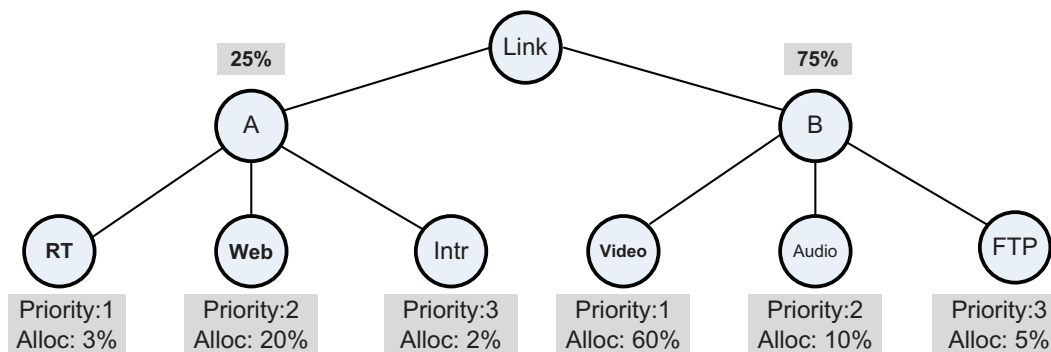 Link
25%
75%
A
B
RT
Web
Intr
Video
Audio
FTP
Priority:1
Alloc: 3%
Priority:2
Alloc: 20%
Priority:3
Alloc: 2%
Priority:1
Alloc: 60%
Priority:2
Alloc: 10%
Priority:3
Alloc: 5%